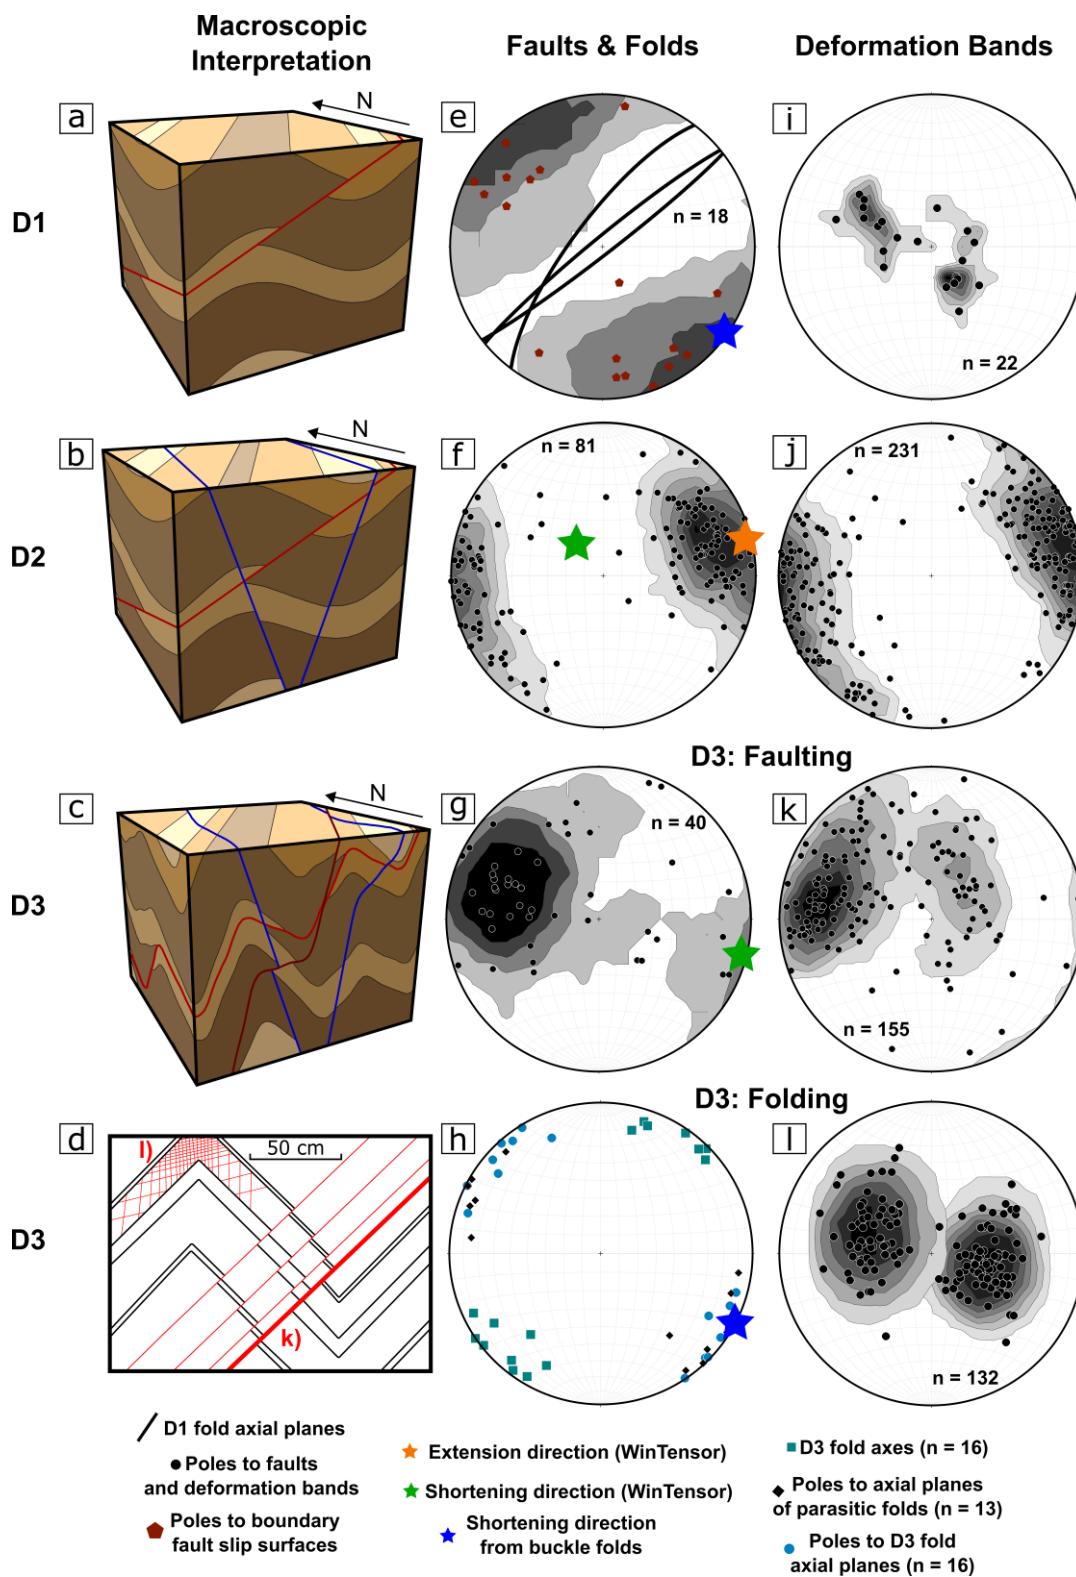 Macroscopic
Interpretation
Faults & Folds
Deformation Bands
D1
a
N
e
n = 18
i
n = 22
D2
b
N
f
n = 81
j
n = 231
D3: Faulting
D3
c
N
g
n = 40
k
n = 155
D3: Folding
D3
d
l)
50 cm
k)
h
l
n = 132
D1 fold axial planes
Poles to faults
and deformation bands
Poles to boundary
fault slip surfaces
Extension direction (WinTensor)
Shortening direction (WinTensor)
Shortening direction
from buckle folds
D3 fold axes (n = 16)
Poles to axial planes
of parasitic folds (n = 13)
Poles to D3 fold
axial planes (n = 16)